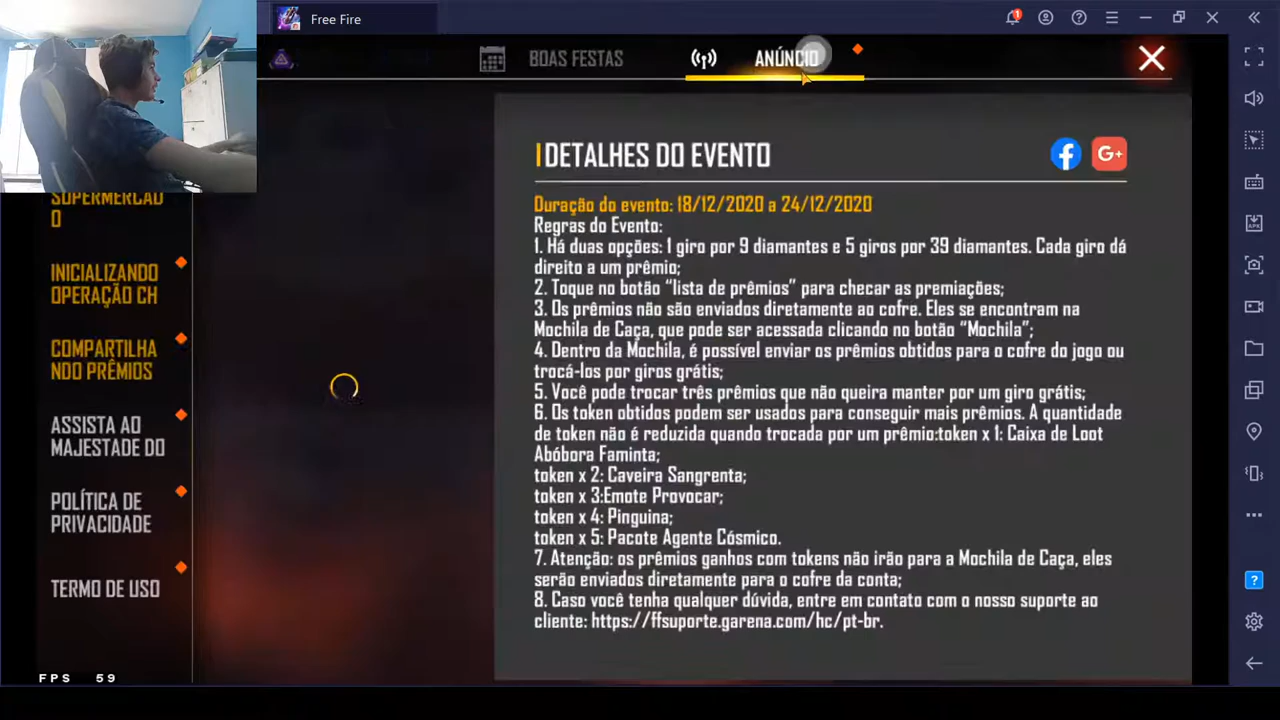 Free Fire
1
BOAS FESTAS
ANÚNCIO
DETALHES DO EVENTO
G+
Duração do evento: 18/12/2020 a 24/12/2020
Regras do Evento:
1. Há duas opções: 1 giro por 9 diamantes e 5 giros por 39 diamantes. Cada giro dá
direito a um prêmio;
2. Toque no botão “lista de prêmios” para checar as premiações;
3. Os prêmios não são enviados diretamente ao cofre. Eles se encontram na
Mochila de Caça, que pode ser acessada clicando no botão “Mochila”;
4. Dentro da Mochila, é possível enviar os prêmios obtidos para o cofre do jogo ou
trocá-los por giros grátis;
5. Você pode trocar três prêmios que não queira manter por um giro grátis;
6. Os token obtidos podem ser usados para conseguir mais prêmios. A quantidade
de token não é reduzida quando trocada por um prêmio:token x 1: Caixa de Loot
Abóbora Faminta;
token x 2: Caveira Sangrenta;
token x 3:Emote Provocar;
token x 4: Pinguina;
token x 5: Pacote Agente Cósmico.
7. Atenção: os prêmios ganhos com tokens não irão para a Mochila de Caça, eles
serão enviados diretamente para o cofre da conta;
8. Caso você tenha qualquer dúvida, entre em contato com o nosso suporte ao
cliente: https://ffsuporte.garena.com/hc/pt-br.
SUPERMERCAD
O
INICIALIZANDO
OPERAÇÃO CH
COMPARTILHA
NDO PRÊMIOS
ASSISTA AO
MAJESTADE DO
POLÍTICA DE
PRIVACIDADE
TERMO DE USO
FPS 59
APK